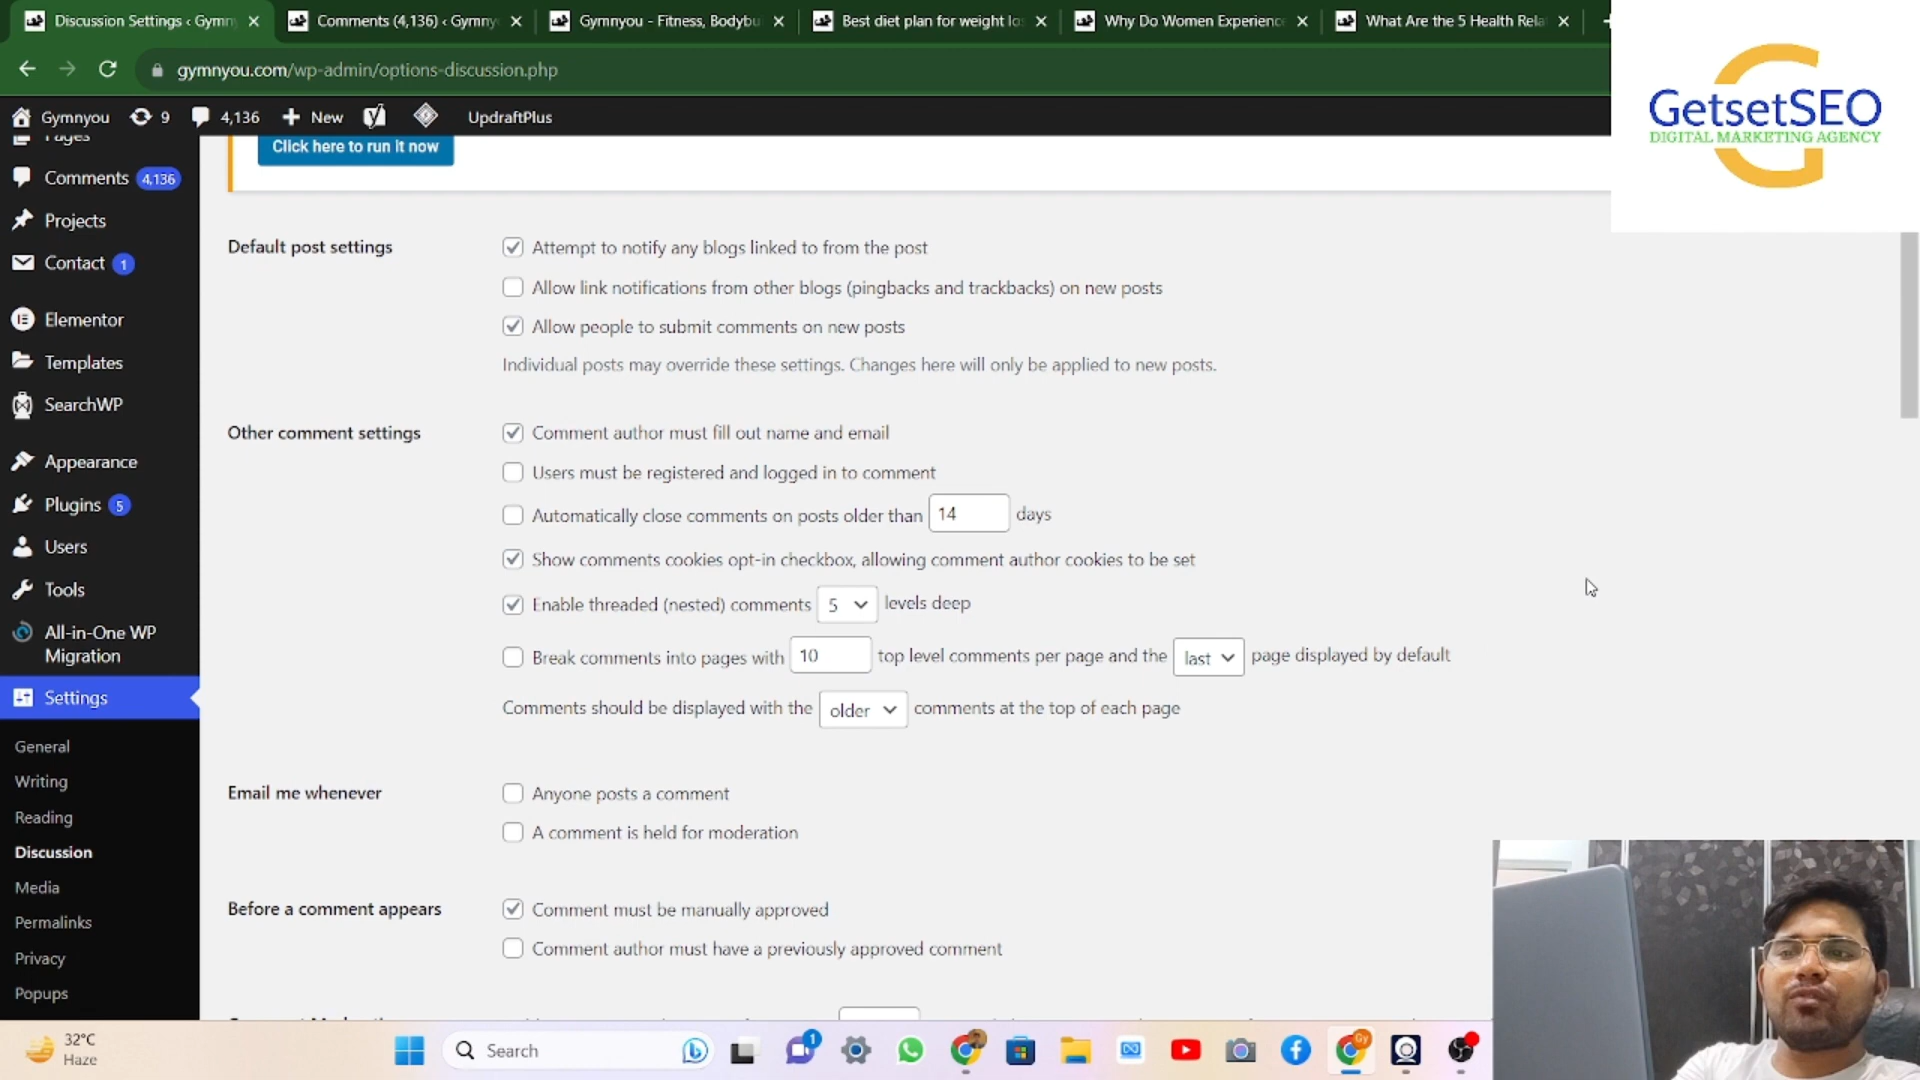 Discussion Settings ‹ Gymn
Comments (4,136) ‹ Gymny
Gymnyou - Fitness, Bodybu
Best diet plan for weight lo
Why Do Women Experienc
What Are the 5 Health Rela
gymnyou.com/wp-admin/options-discussion.php
Gymnyou
9
4,136
New
UpdraftPlus
GetsetSEO
DIGITAL MARKETING AGENCY
Pages
Comments 4,136
Projects
Contact 1
Elementor
Templates
SearchWP
Appearance
Plugins 5
Users
Tools
All-in-One WP
Migration
Settings
General
Writing
Reading
Discussion
Media
Permalinks
Privacy
Popups
Click here to run it now
Default post settings
Attempt to notify any blogs linked to from the post
Allow link notifications from other blogs (pingbacks and trackbacks) on new posts
Allow people to submit comments on new posts
Individual posts may override these settings. Changes here will only be applied to new posts.
Other comment settings
Comment author must fill out name and email
Users must be registered and logged in to comment
Automatically close comments on posts older than 14 days
Show comments cookies opt-in checkbox, allowing comment author cookies to be set
Enable threaded (nested) comments 5 levels deep
Break comments into pages with 10 top level comments per page and the last page displayed by default
Comments should be displayed with the older comments at the top of each page
Email me whenever
Anyone posts a comment
A comment is held for moderation
Before a comment appears
Comment must be manually approved
Comment author must have a previously approved comment
32°C
Haze
Search
1
Gy